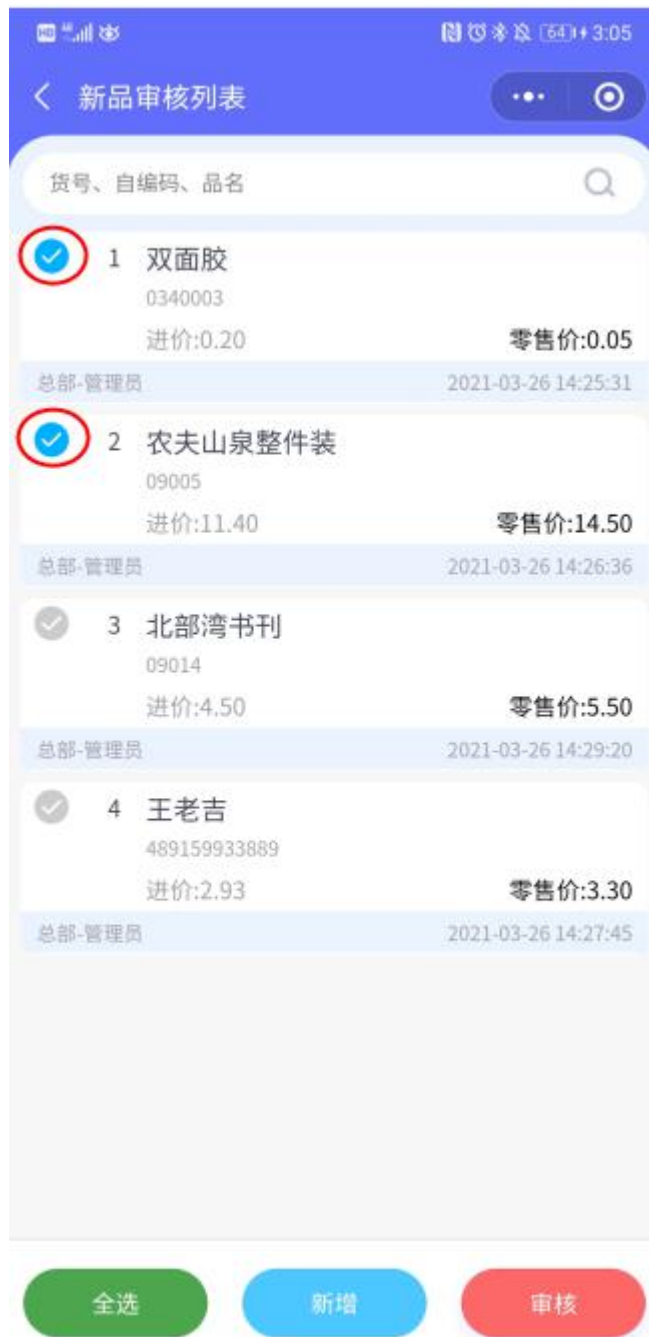 HD 4G 64 3:05
新品审核列表
货号、自编码、品名
1 双面胶
0340003
进价:0.20 零售价:0.05
总部-管理员 2021-03-26 14:25:31
2 农夫山泉整件装
09005
进价:11.40 零售价:14.50
总部-管理员 2021-03-26 14:26:36
3 北部湾书刊
09014
进价:4.50 零售价:5.50
总部-管理员 2021-03-26 14:29:20
4 王老吉
489159933889
进价:2.93 零售价:3.30
总部-管理员 2021-03-26 14:27:45
全选 新增 审核